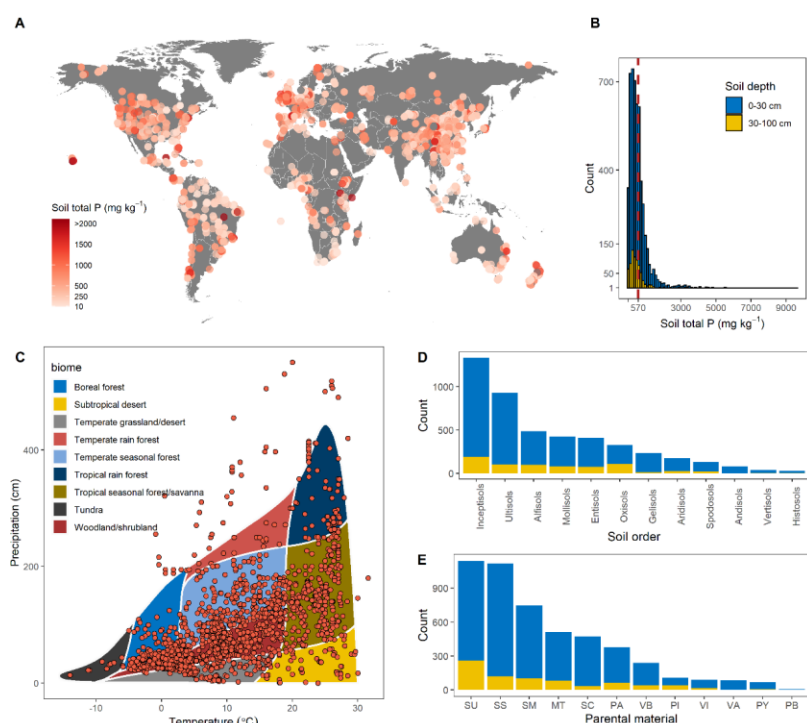 A
Soil total P (mg kg⁻¹)
>2000
1000
500
250
10
B
Count
700
400
150
50
1
Soil depth
0-30 cm
30-100 cm
570
3000
5000
7000
9000
Soil total P (mg kg⁻¹)
C
Precipitation (cm)
400
200
0
biome
Boreal forest
Subtropical desert
Temperate grassland/desert
Temperate rain forest
Temperate seasonal forest
Tropical rain forest
Tropical seasonal forest/savanna
Tundra
Woodland/shrubland
-10
0
10
20
30
Temperature (°C)
D
Count
1000
500
0
Inceptisols
Ultisols
Alfisols
Mollisols
Entisols
Oxisols
Gelisols
Aridisols
Spodosols
Andisols
Vertisols
Histosols
Soil order
E
Count
900
600
300
0
SU
SS
SM
MT
SC
PA
VB
PI
VI
VA
PY
PB
Parental material